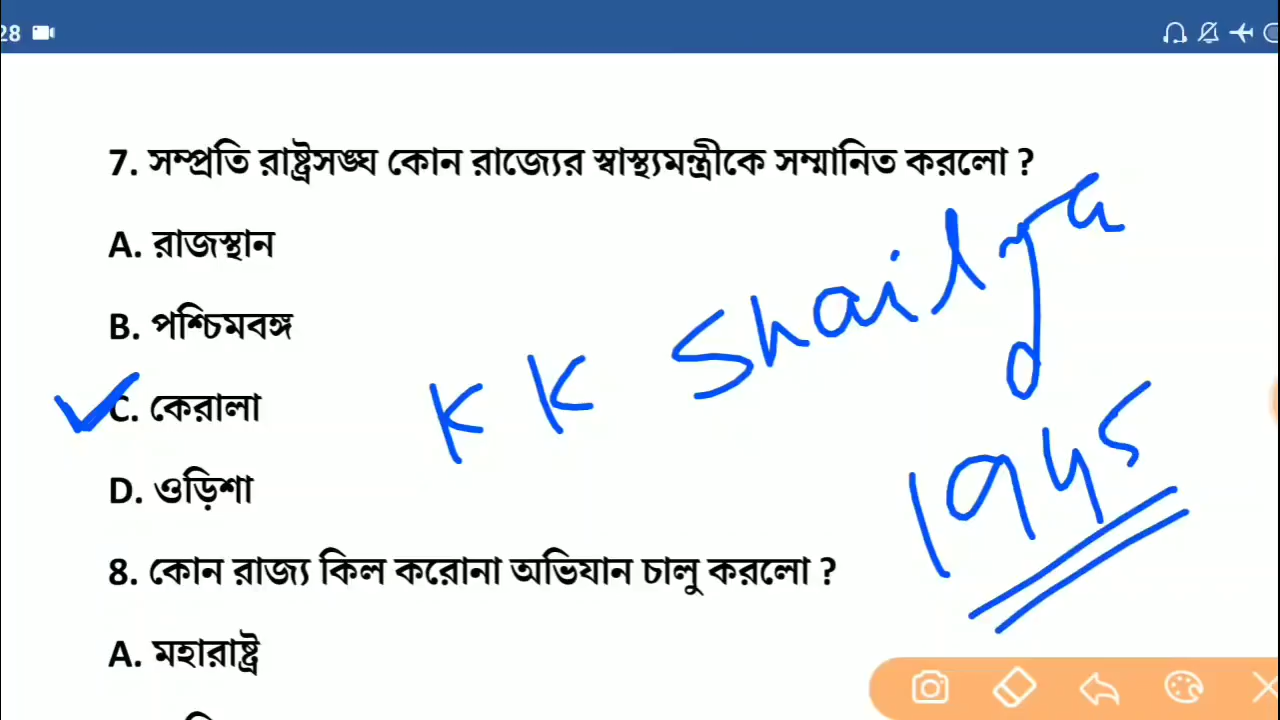 28
7. সম্প্রতি রাষ্ট্রসঙ্ঘ কোন রাজ্যের স্বাস্থ্যমন্ত্রীকে সম্মানিত করলো ?
A. রাজস্থান
B. পশ্চিমবঙ্গ
C. কেরালা
K K Shailja
D. ওড়িশা
1945
8. কোন রাজ্য কিল করোনা অভিযান চালু করলো ?
A. মহারাষ্ট্র